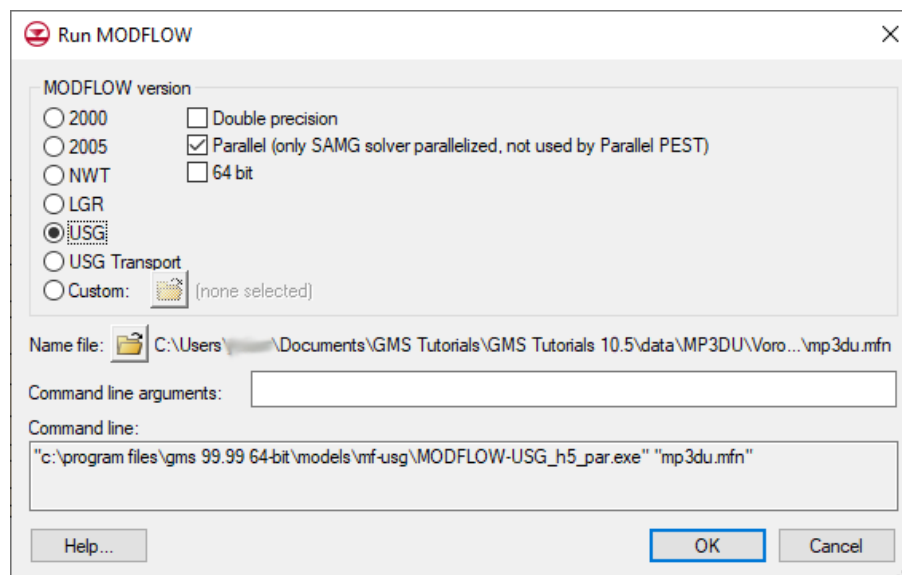 Run MODFLOW
MODFLOW version
2000
Double precision
2005
Parallel (only SAMG solver parallelized, not used by Parallel PEST)
NWT
64 bit
LGR
USG
USG Transport
Custom: (none selected)
Name file: C:\Users\ \Documents\GMS Tutorials\GMS Tutorials 10.5\data\MP3DU\Voro...\mp3du.mfn
Command line arguments:
Command line:
"c:\program files\gms 99.99 64-bit\models\mf-usg\MODFLOW-USG_h5_par.exe" "mp3du.mfn"
Help... OK Cancel